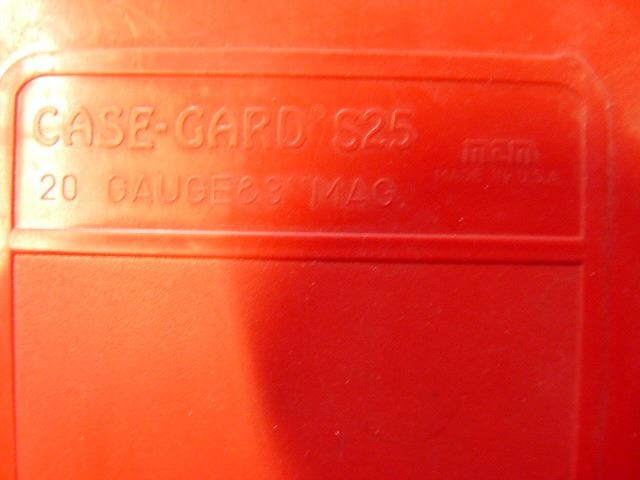 CASE-GARD® S25
20 GAUGE & 3" MAG.
mtm
MADE IN U.S.A.